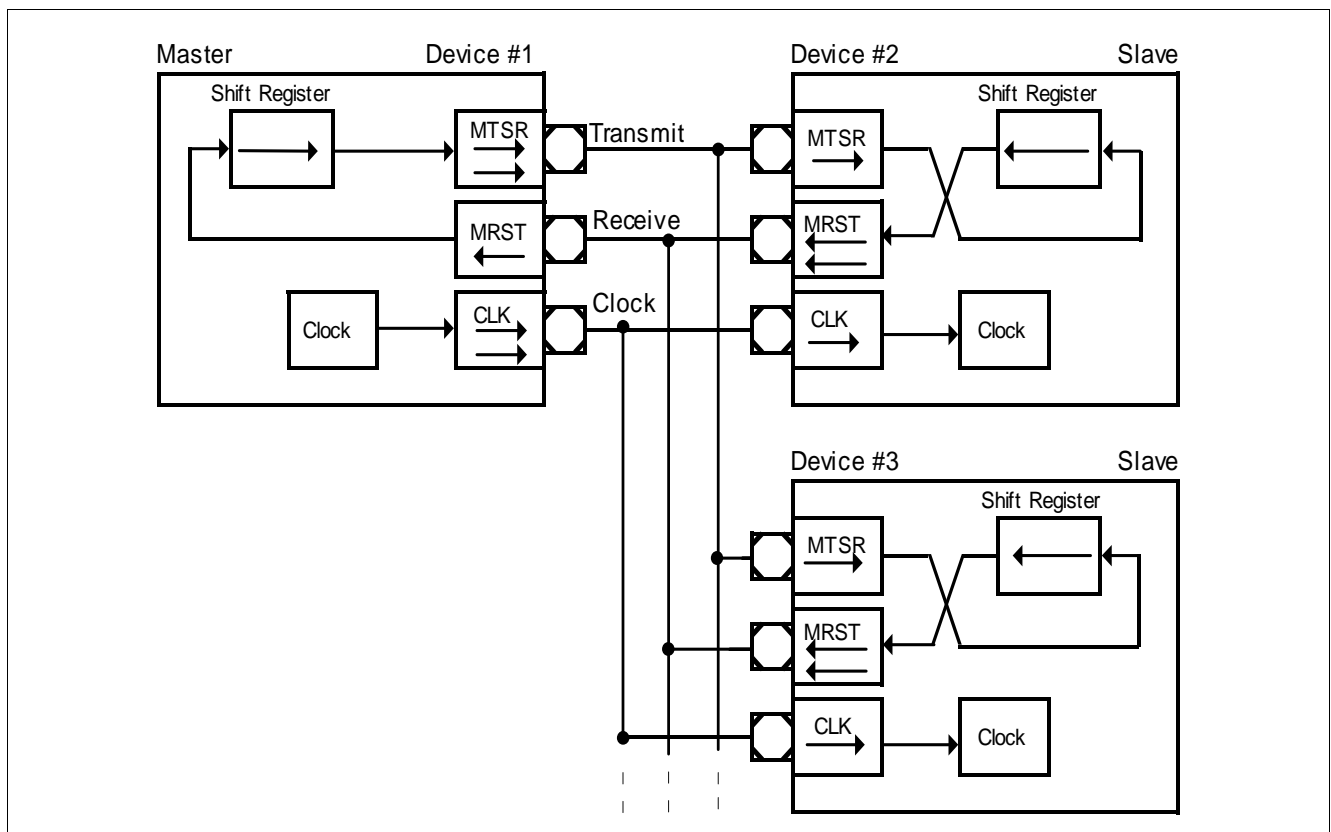 Master Device #1
Shift Register
MTSR
Transmit
MRST
Receive
Clock
CLK
Clock
Device #2 Slave
Shift Register
MTSR
MRST
CLK
Clock
Device #3 Slave
Shift Register
MTSR
MRST
CLK
Clock